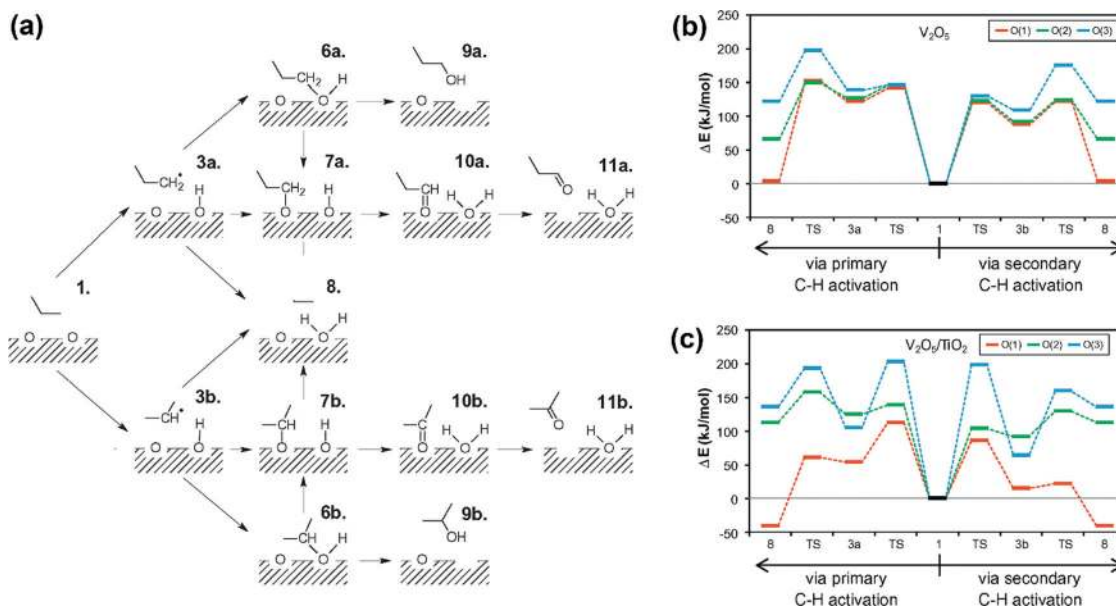 (a)
6a.
9a.
CH₂
H
O
O
O
OH
3a.
7a.
10a.
11a.
CH₂•
H
O
O
CH₂
O
H
O
CH
O
H
H
O
O
H
H
O
1.
O
O
8.
H
H
O
O
3b.
7b.
10b.
11b.
CH•
H
O
O
CH
O
H
O
C
O
H
H
O
O
H
H
O
6b.
9b.
CH
H
O
O
O
OH
(b)
V₂O₅
O(1) O(2) O(3)
ΔE (kJ/mol)
250
200
150
100
50
0
-50
8 TS 3a TS 1 TS 3b TS 8
via primary
C-H activation
via secondary
C-H activation
(c)
V₂O₅/TiO₂
O(1) O(2) O(3)
ΔE (kJ/mol)
250
200
150
100
50
0
-50
8 TS 3a TS 1 TS 3b TS 8
via primary
C-H activation
via secondary
C-H activation